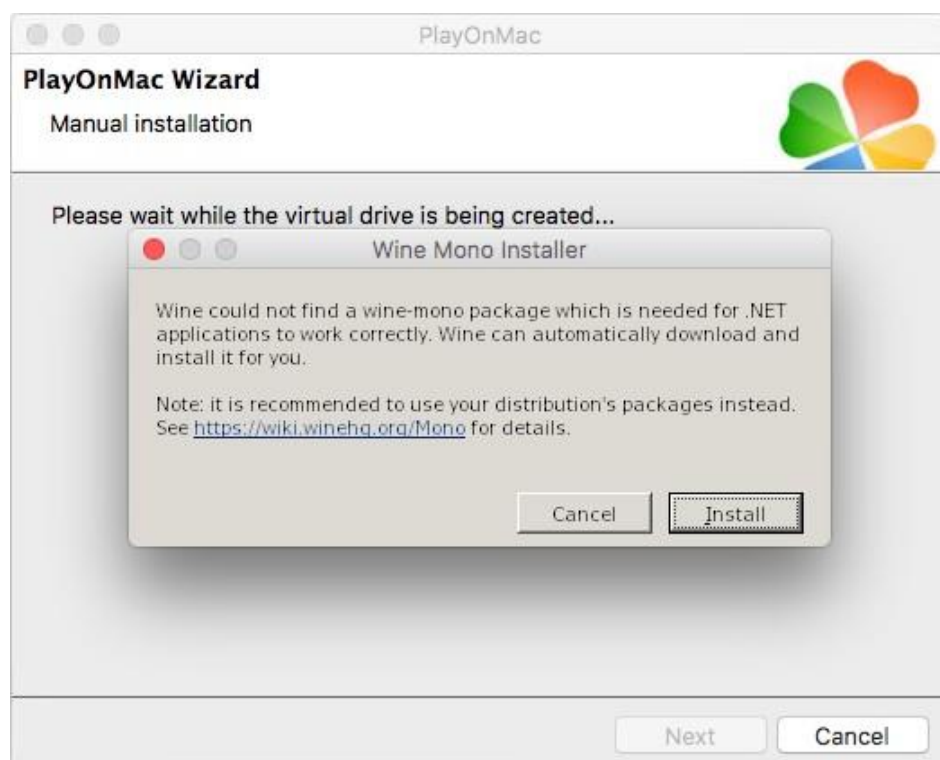 PlayOnMac
PlayOnMac Wizard
Manual installation
Please wait while the virtual drive is being created...
Wine Mono Installer
Wine could not find a wine-mono package which is needed for .NET
applications to work correctly. Wine can automatically download and
install it for you.
Note: it is recommended to use your distribution's packages instead.
See https://wiki.winehq.org/Mono for details.
Cancel Install
Next Cancel